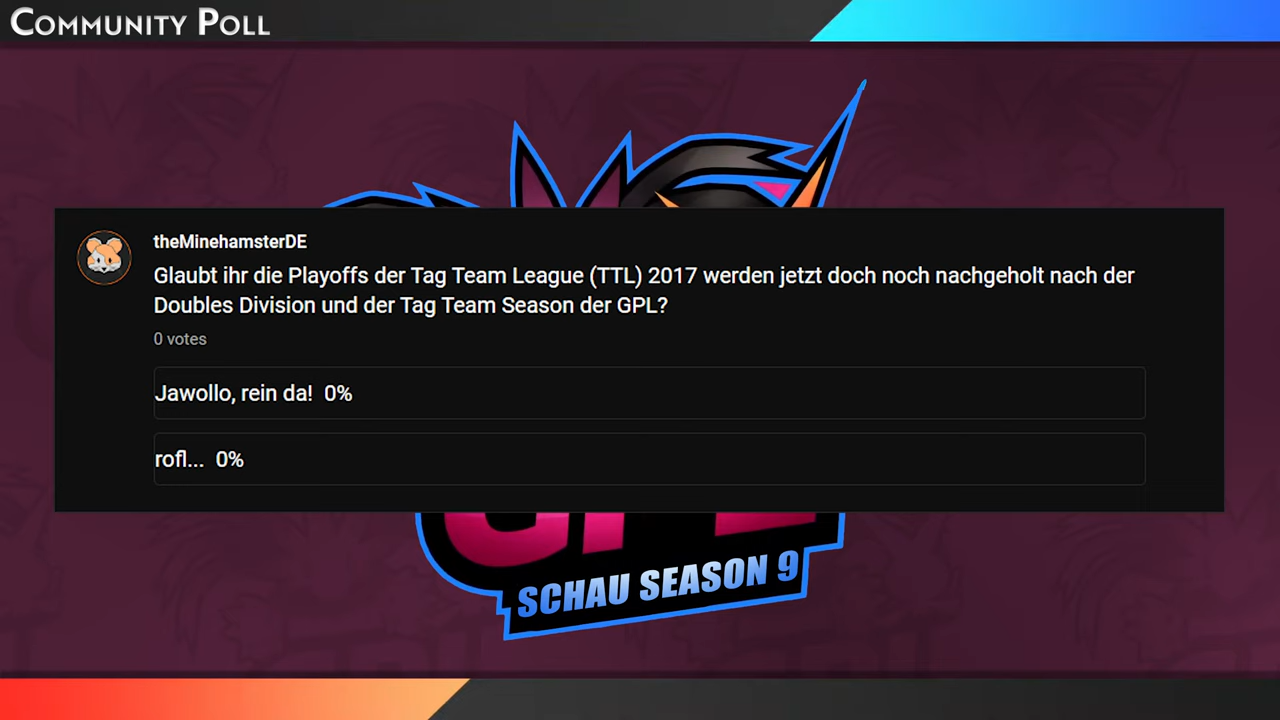 Community Poll
theMinehamsterDE
Glaubt ihr die Playoffs der Tag Team League (TTL) 2017 werden jetzt doch noch nachgeholt nach der
Doubles Division und der Tag Team Season der GPL?
0 votes
Jawollo, rein da! 0%
rofl... 0%
SCHAU SEASON 9